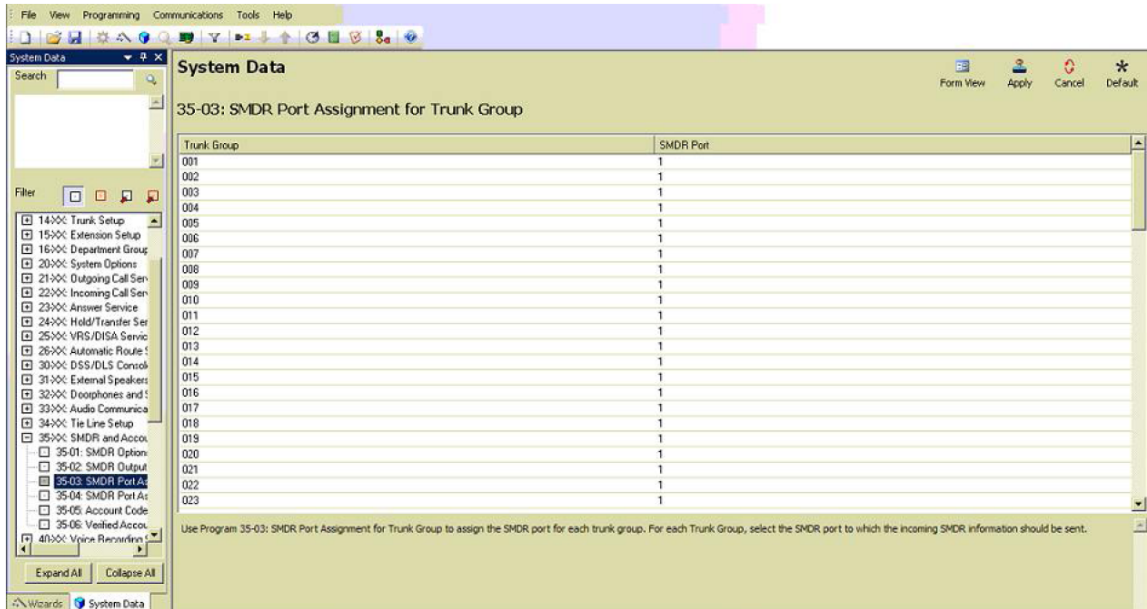 File View Programming Communications Tools Help
System Data
Search
Filter
14-XX: Trunk Setup
15-XX: Extension Setup
16-XX: Department Group
20-XX: System Options
21-XX: Outgoing Call Ser
22-XX: Incoming Call Ser
23-XX: Answer Service
24-XX: Hold/Transfer Ser
25-XX: VRS/DISA Servic
26-XX: Automatic Route S
30-XX: DSS/DLS Consol
31-XX: External Speakers
32-XX: Doorphones and S
33-XX: Audio Communica
34-XX: Tie Line Setup
35-XX: SMDR and Accou
35-01: SMDR Option
35-02: SMDR Output
35-03: SMDR Port As
35-04: SMDR Port As
35-05: Account Code
35-06: Verified Accou
40-XX: Voice Recording S
Expand All Collapse All
Wizards System Data
System Data
Form View Apply Cancel Default
35-03: SMDR Port Assignment for Trunk Group
Trunk Group SMDR Port
001 1
002 1
003 1
004 1
005 1
006 1
007 1
008 1
009 1
010 1
011 1
012 1
013 1
014 1
015 1
016 1
017 1
018 1
019 1
020 1
021 1
022 1
023 1
Use Program 35-03: SMDR Port Assignment for Trunk Group to assign the SMDR port for each trunk group. For each Trunk Group, select the SMDR port to which the incoming SMDR information should be sent.